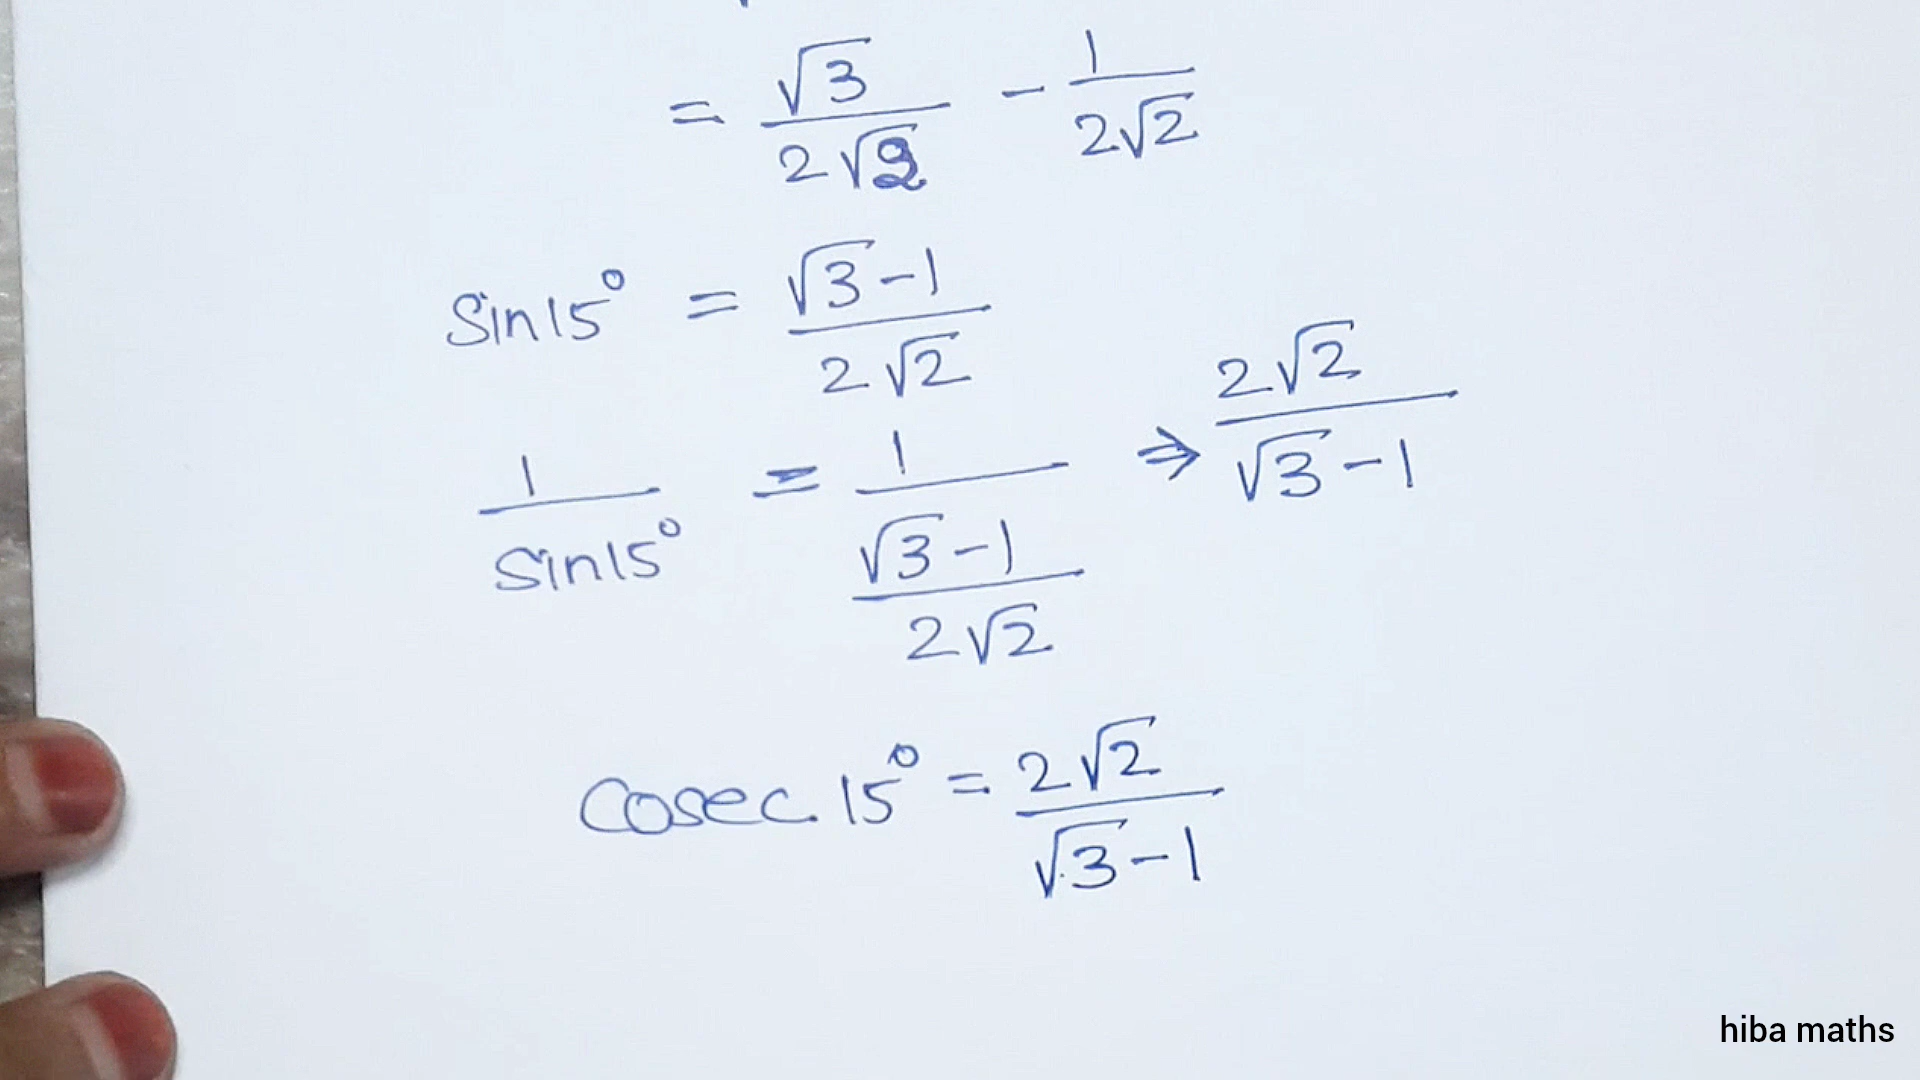 = √3/2√2 - 1/2√2
Sin15° = √3-1/2√2
1/Sin15° = 1/√3-1/2√2 ⇒ 2√2/√3-1
Cosec 15° = 2√2/√3-1
hiba maths